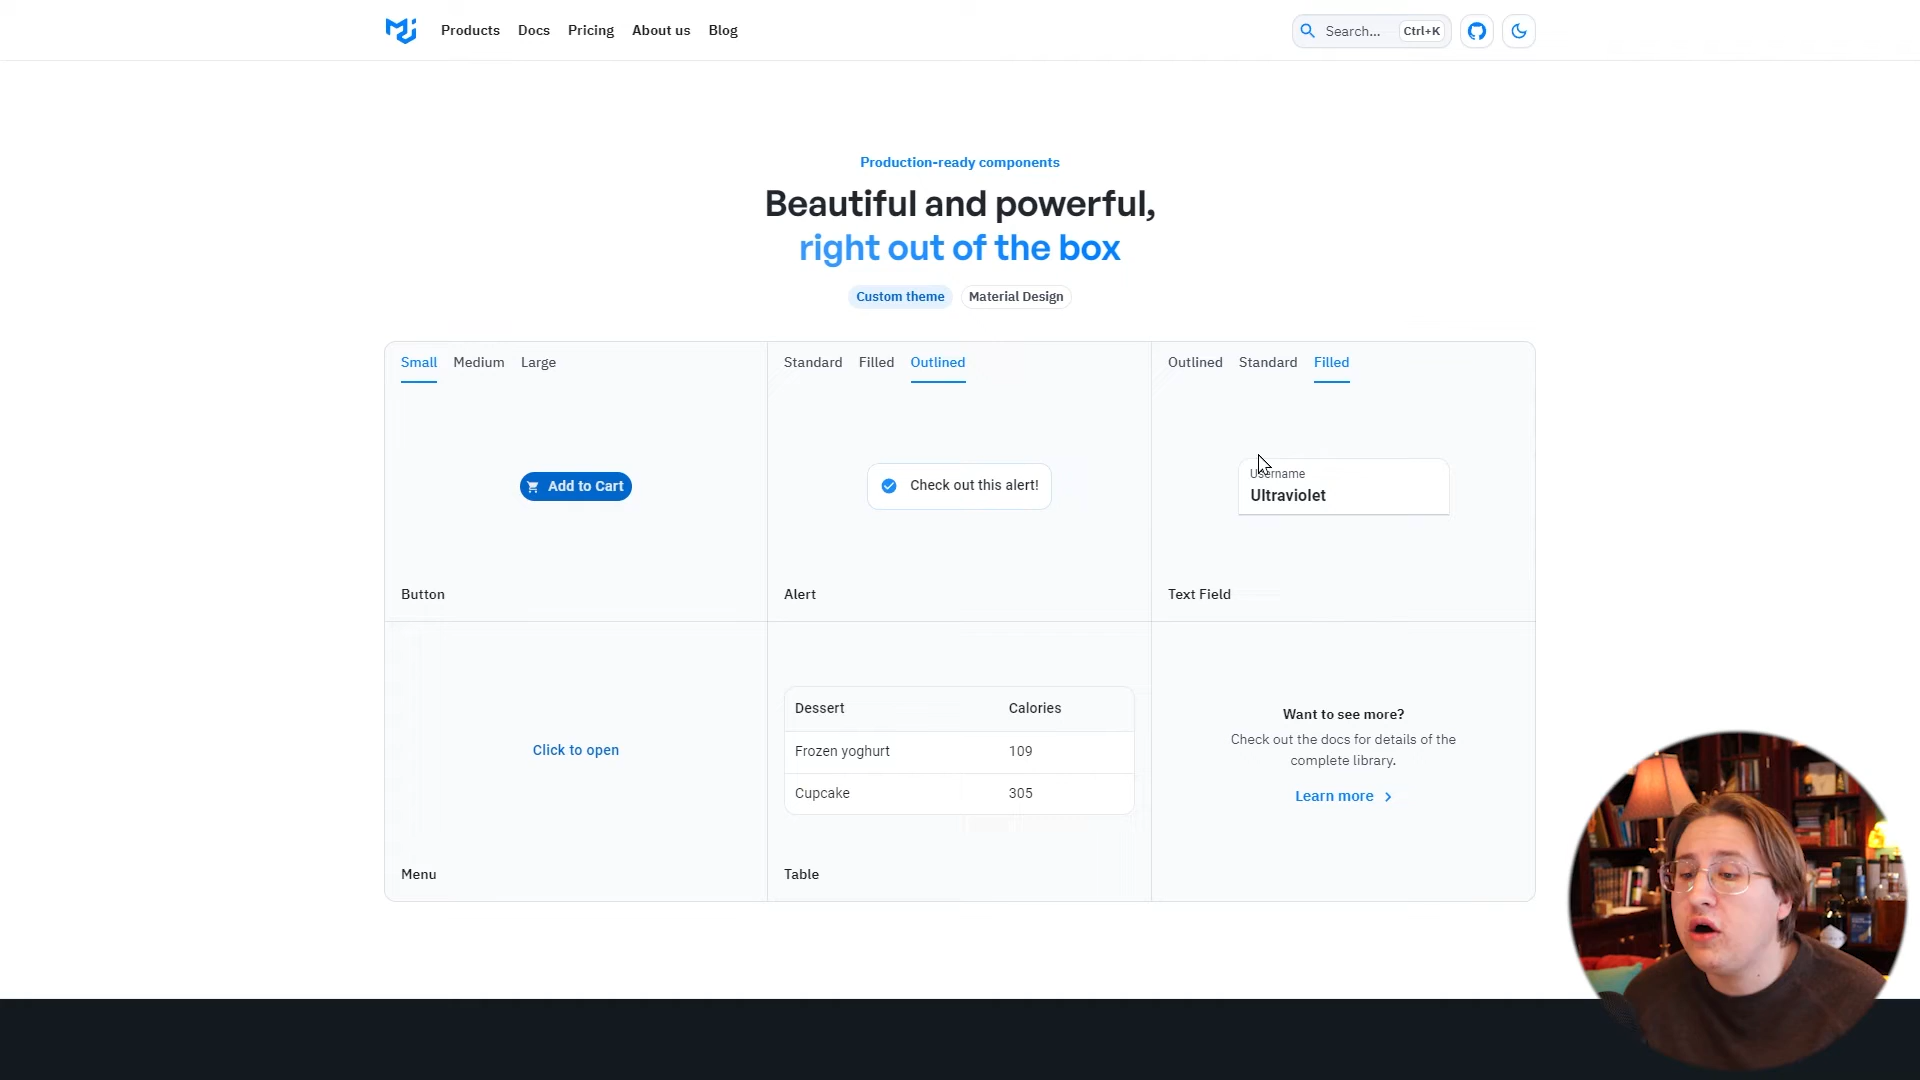 Products Docs Pricing About us Blog
Search... Ctrl+K
Production-ready components
Beautiful and powerful,
right out of the box
Custom theme Material Design
Small Medium Large
Add to Cart
Button
Standard Filled Outlined
Check out this alert!
Alert
Outlined Standard Filled
Username
Ultraviolet
Text Field
Click to open
Menu
Dessert Calories
Frozen yoghurt 109
Cupcake 305
Table
Want to see more?
Check out the docs for details of the
complete library.
Learn more